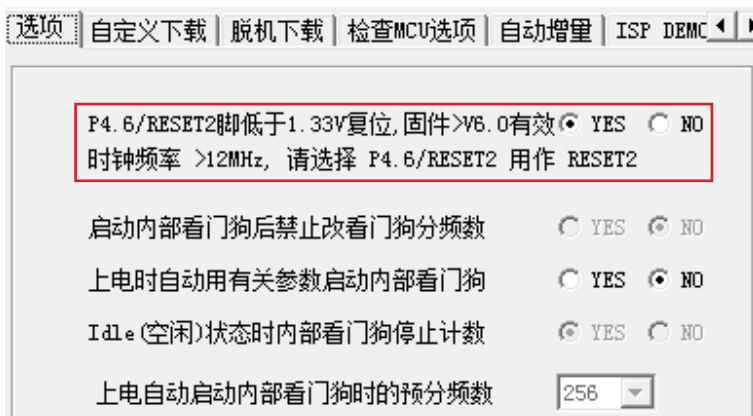 选项 自定义下载 脱机下载 检查MCU选项 自动增量 ISP DEMO
P4.6/RESET2脚低于1.33V复位,固件>V6.0有效 YES NO
时钟频率 >12MHz, 请选择 P4.6/RESET2 用作 RESET2
启动内部看门狗后禁止改看门狗分频数 YES NO
上电时自动用有关参数启动内部看门狗 YES NO
Idle(空闲)状态时内部看门狗停止计数 YES NO
上电自动启动内部看门狗时的预分频数 256